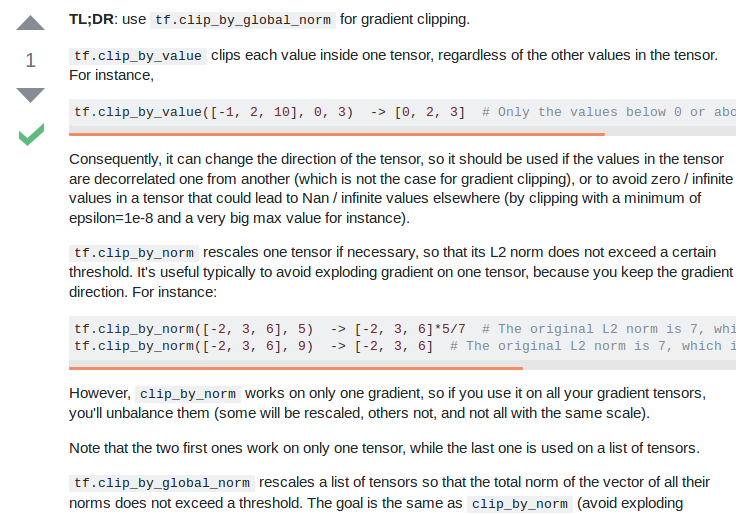 TL;DR: use tf.clip_by_global_norm for gradient clipping.
1
tf.clip_by_value clips each value inside one tensor, regardless of the other values in the tensor.
For instance,
tf.clip_by_value([-1, 2, 10], 0, 3)  -> [0, 2, 3]  # Only the values below 0 or abo
Consequently, it can change the direction of the tensor, so it should be used if the values in the tensor
are decorrelated one from another (which is not the case for gradient clipping), or to avoid zero / infinite
values in a tensor that could lead to Nan / infinite values elsewhere (by clipping with a minimum of
epsilon=1e-8 and a very big max value for instance).
tf.clip_by_norm rescales one tensor if necessary, so that its L2 norm does not exceed a certain
threshold. It's useful typically to avoid exploding gradient on one tensor, because you keep the gradient
direction. For instance:
tf.clip_by_norm([-2, 3, 6], 5)  -> [-2, 3, 6]*5/7  # The original L2 norm is 7, whi
tf.clip_by_norm([-2, 3, 6], 9)  -> [-2, 3, 6]  # The original L2 norm is 7, which i
However, clip_by_norm works on only one gradient, so if you use it on all your gradient tensors,
you'll unbalance them (some will be rescaled, others not, and not all with the same scale).
Note that the two first ones work on only one tensor, while the last one is used on a list of tensors.
tf.clip_by_global_norm rescales a list of tensors so that the total norm of the vector of all their
norms does not exceed a threshold. The goal is the same as clip_by_norm (avoid exploding